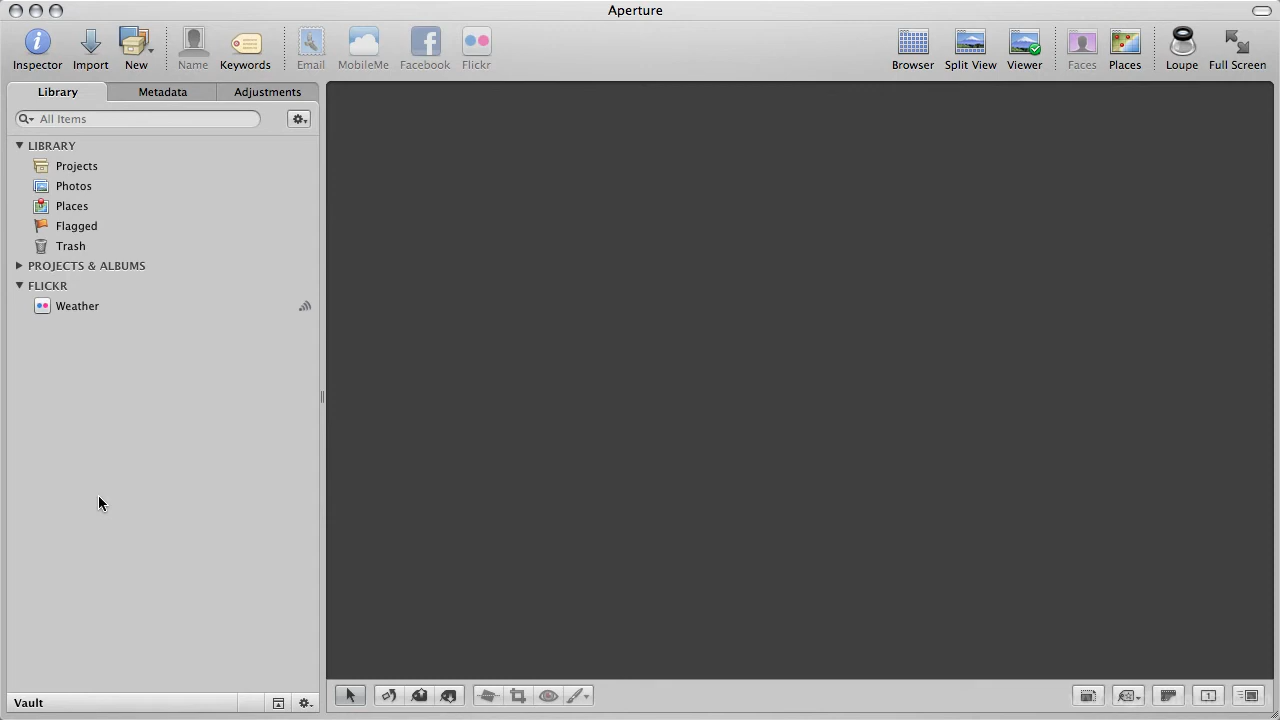 Aperture
Inspector Import New Name Keywords Email MobileMe Facebook Flickr Browser Split View Viewer Faces Places Loupe Full Screen
Library Metadata Adjustments
All Items
LIBRARY
Projects
Photos
Places
Flagged
Trash
PROJECTS & ALBUMS
FLICKR
Weather
Vault
1